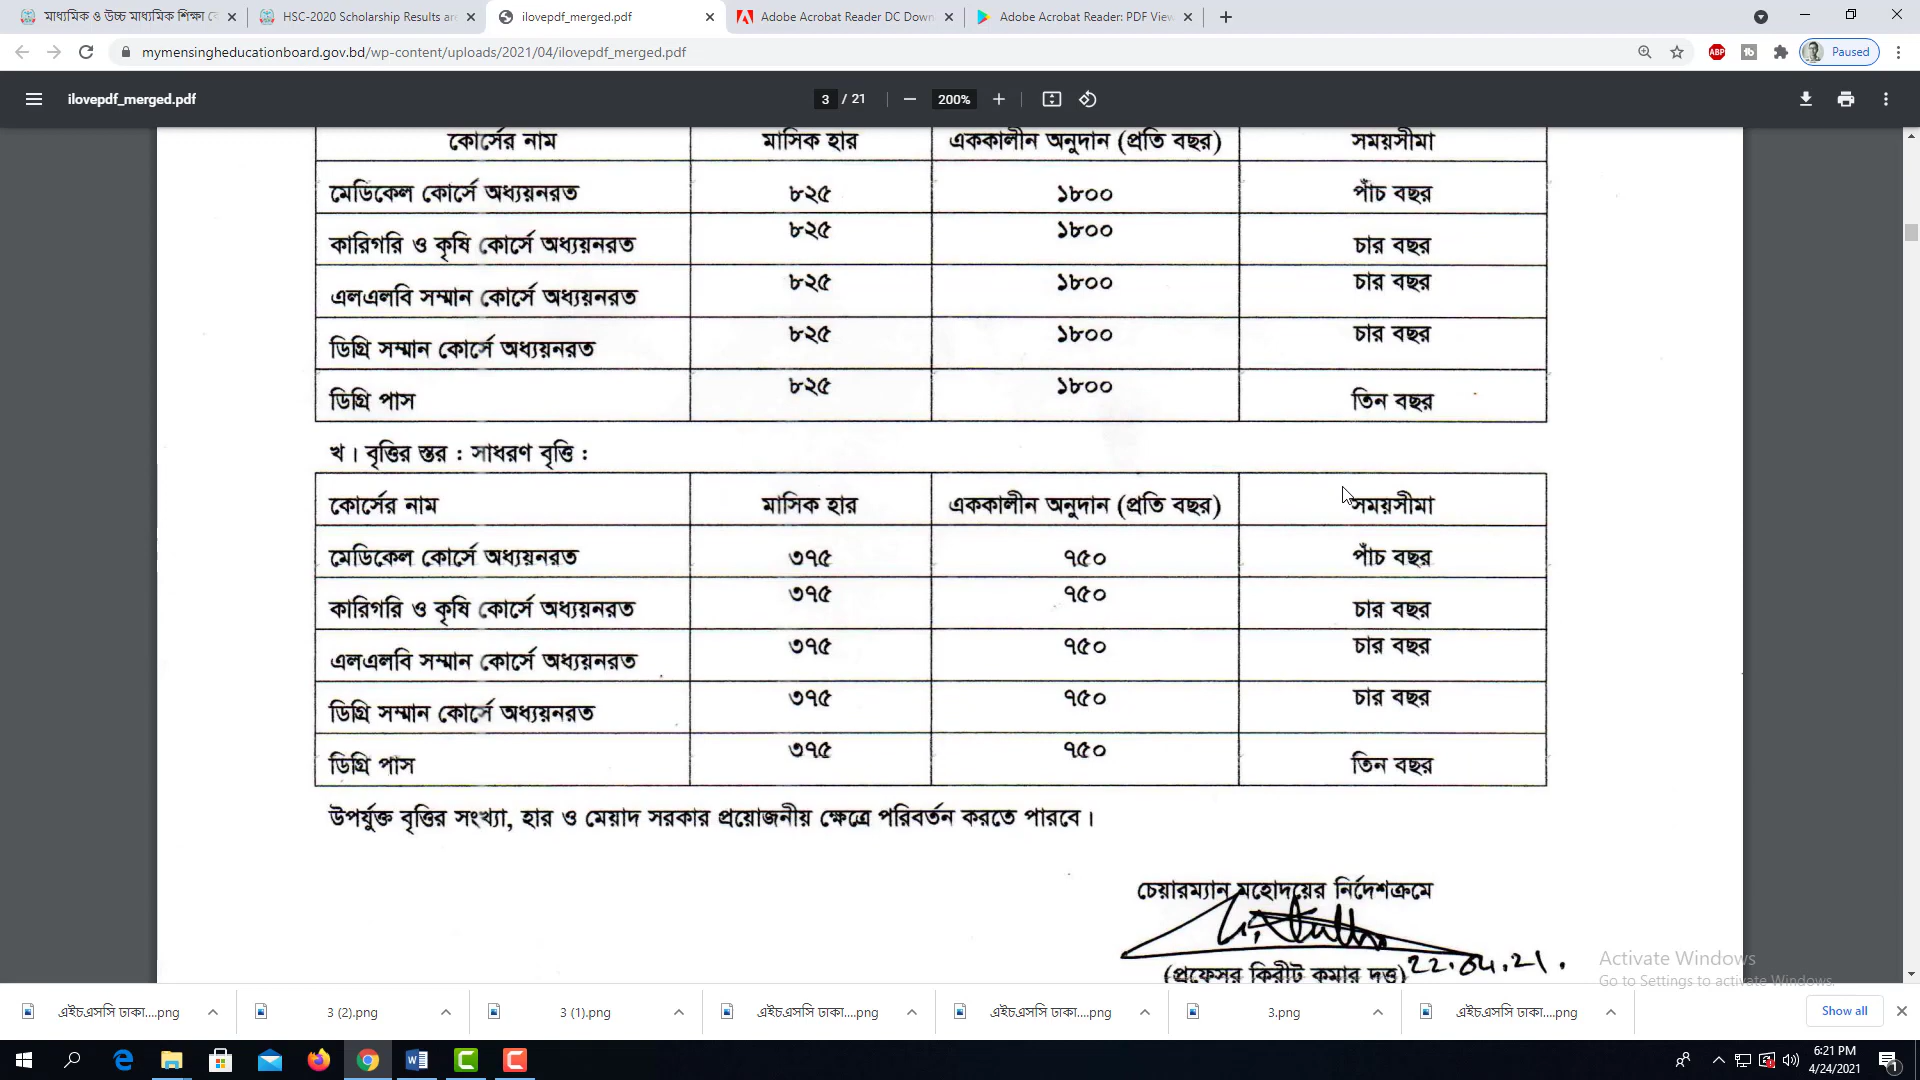 মাধ্যমিক ও উচ্চ মাধ্যমিক শিক্ষা
HSC-2020 Scholarship Results are
ilovepdf_merged.pdf
Adobe Acrobat Reader DC Down
Adobe Acrobat Reader: PDF View
mymensingheducationboard.gov.bd/wp-content/uploads/2021/04/ilovepdf_merged.pdf
ABP
Paused
ilovepdf_merged.pdf
3 / 21
200%
কোর্সের নাম মাসিক হার এককালীন অনুদান (প্রতি বছর) সময়সীমা
মেডিকেল কোর্সে অধ্যয়নরত ৮২৫ ১৮০০ পাঁচ বছর
কারিগরি ও কৃষি কোর্সে অধ্যয়নরত ৮২৫ ১৮০০ চার বছর
এলএলবি সম্মান কোর্সে অধ্যয়নরত ৮২৫ ১৮০০ চার বছর
ডিগ্রি সম্মান কোর্সে অধ্যয়নরত ৮২৫ ১৮০০ চার বছর
ডিগ্রি পাস ৮২৫ ১৮০০ তিন বছর
খ। বৃত্তির স্তর : সাধরণ বৃত্তি :
কোর্সের নাম মাসিক হার এককালীন অনুদান (প্রতি বছর) সময়সীমা
মেডিকেল কোর্সে অধ্যয়নরত ৩৭৫ ৭৫০ পাঁচ বছর
কারিগরি ও কৃষি কোর্সে অধ্যয়নরত ৩৭৫ ৭৫০ চার বছর
এলএলবি সম্মান কোর্সে অধ্যয়নরত ৩৭৫ ৭৫০ চার বছর
ডিগ্রি সম্মান কোর্সে অধ্যয়নরত ৩৭৫ ৭৫০ চার বছর
ডিগ্রি পাস ৩৭৫ ৭৫০ তিন বছর
উপর্যুক্ত বৃত্তির সংখ্যা, হার ও মেয়াদ সরকার প্রয়োজনীয় ক্ষেত্রে পরিবর্তন করতে পারবে।
চেয়ারম্যান মহোদয়ের নির্দেশক্রমে
22.04.21.
(প্রফেসর কিরীট কুমার দত্ত)
Activate Windows
Go to Settings to activate Windows.
এইচএসসি ঢাকা....png
3 (2).png
3 (1).png
এইচএসসি ঢাকা....png
এইচএসসি ঢাকা....png
3.png
এইচএসসি ঢাকা....png
Show all
6:21 PM
4/24/2021
1